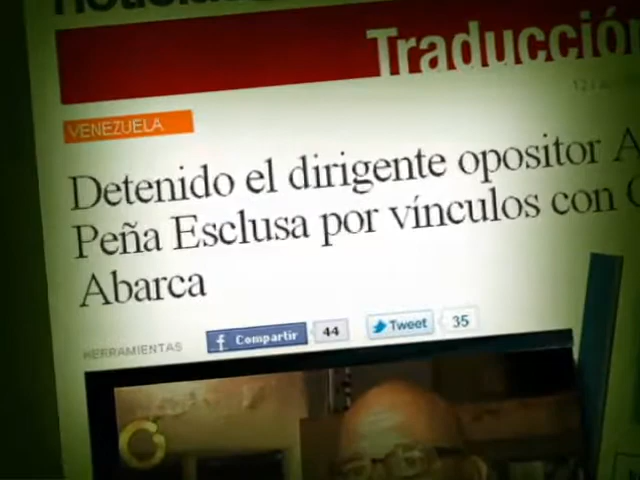 Traducción
VENEZUELA
Detenido el dirigente opositor A
Peña Esclusa por vínculos con
Abarca
HERRAMIENTAS
f Compartir 44
Tweet 35